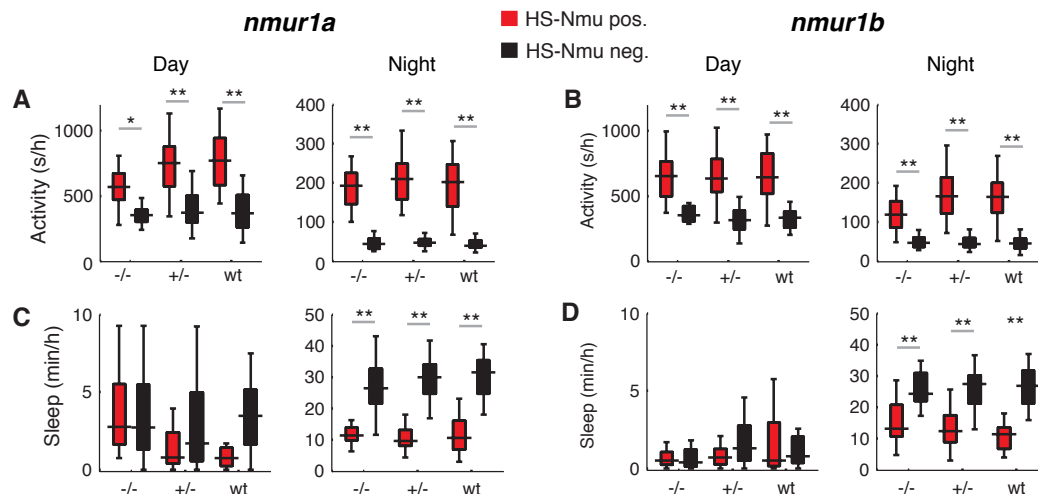 nmur1a
HS-Nmu pos.
HS-Nmu neg.
nmur1b
Day
Night
Day
Night
A
Activity (s/h)
1000
500
0
* ** **
-/- +/- wt
400
300
200
100
0
** ** **
-/- +/- wt
B
Activity (s/h)
1000
500
0
** ** **
-/- +/- wt
400
300
200
100
0
** ** **
-/- +/- wt
C
Sleep (min/h)
10
5
0
-/- +/- wt
50
40
30
20
10
0
** ** **
-/- +/- wt
D
Sleep (min/h)
10
5
0
-/- +/- wt
50
40
30
20
10
0
** ** **
-/- +/- wt